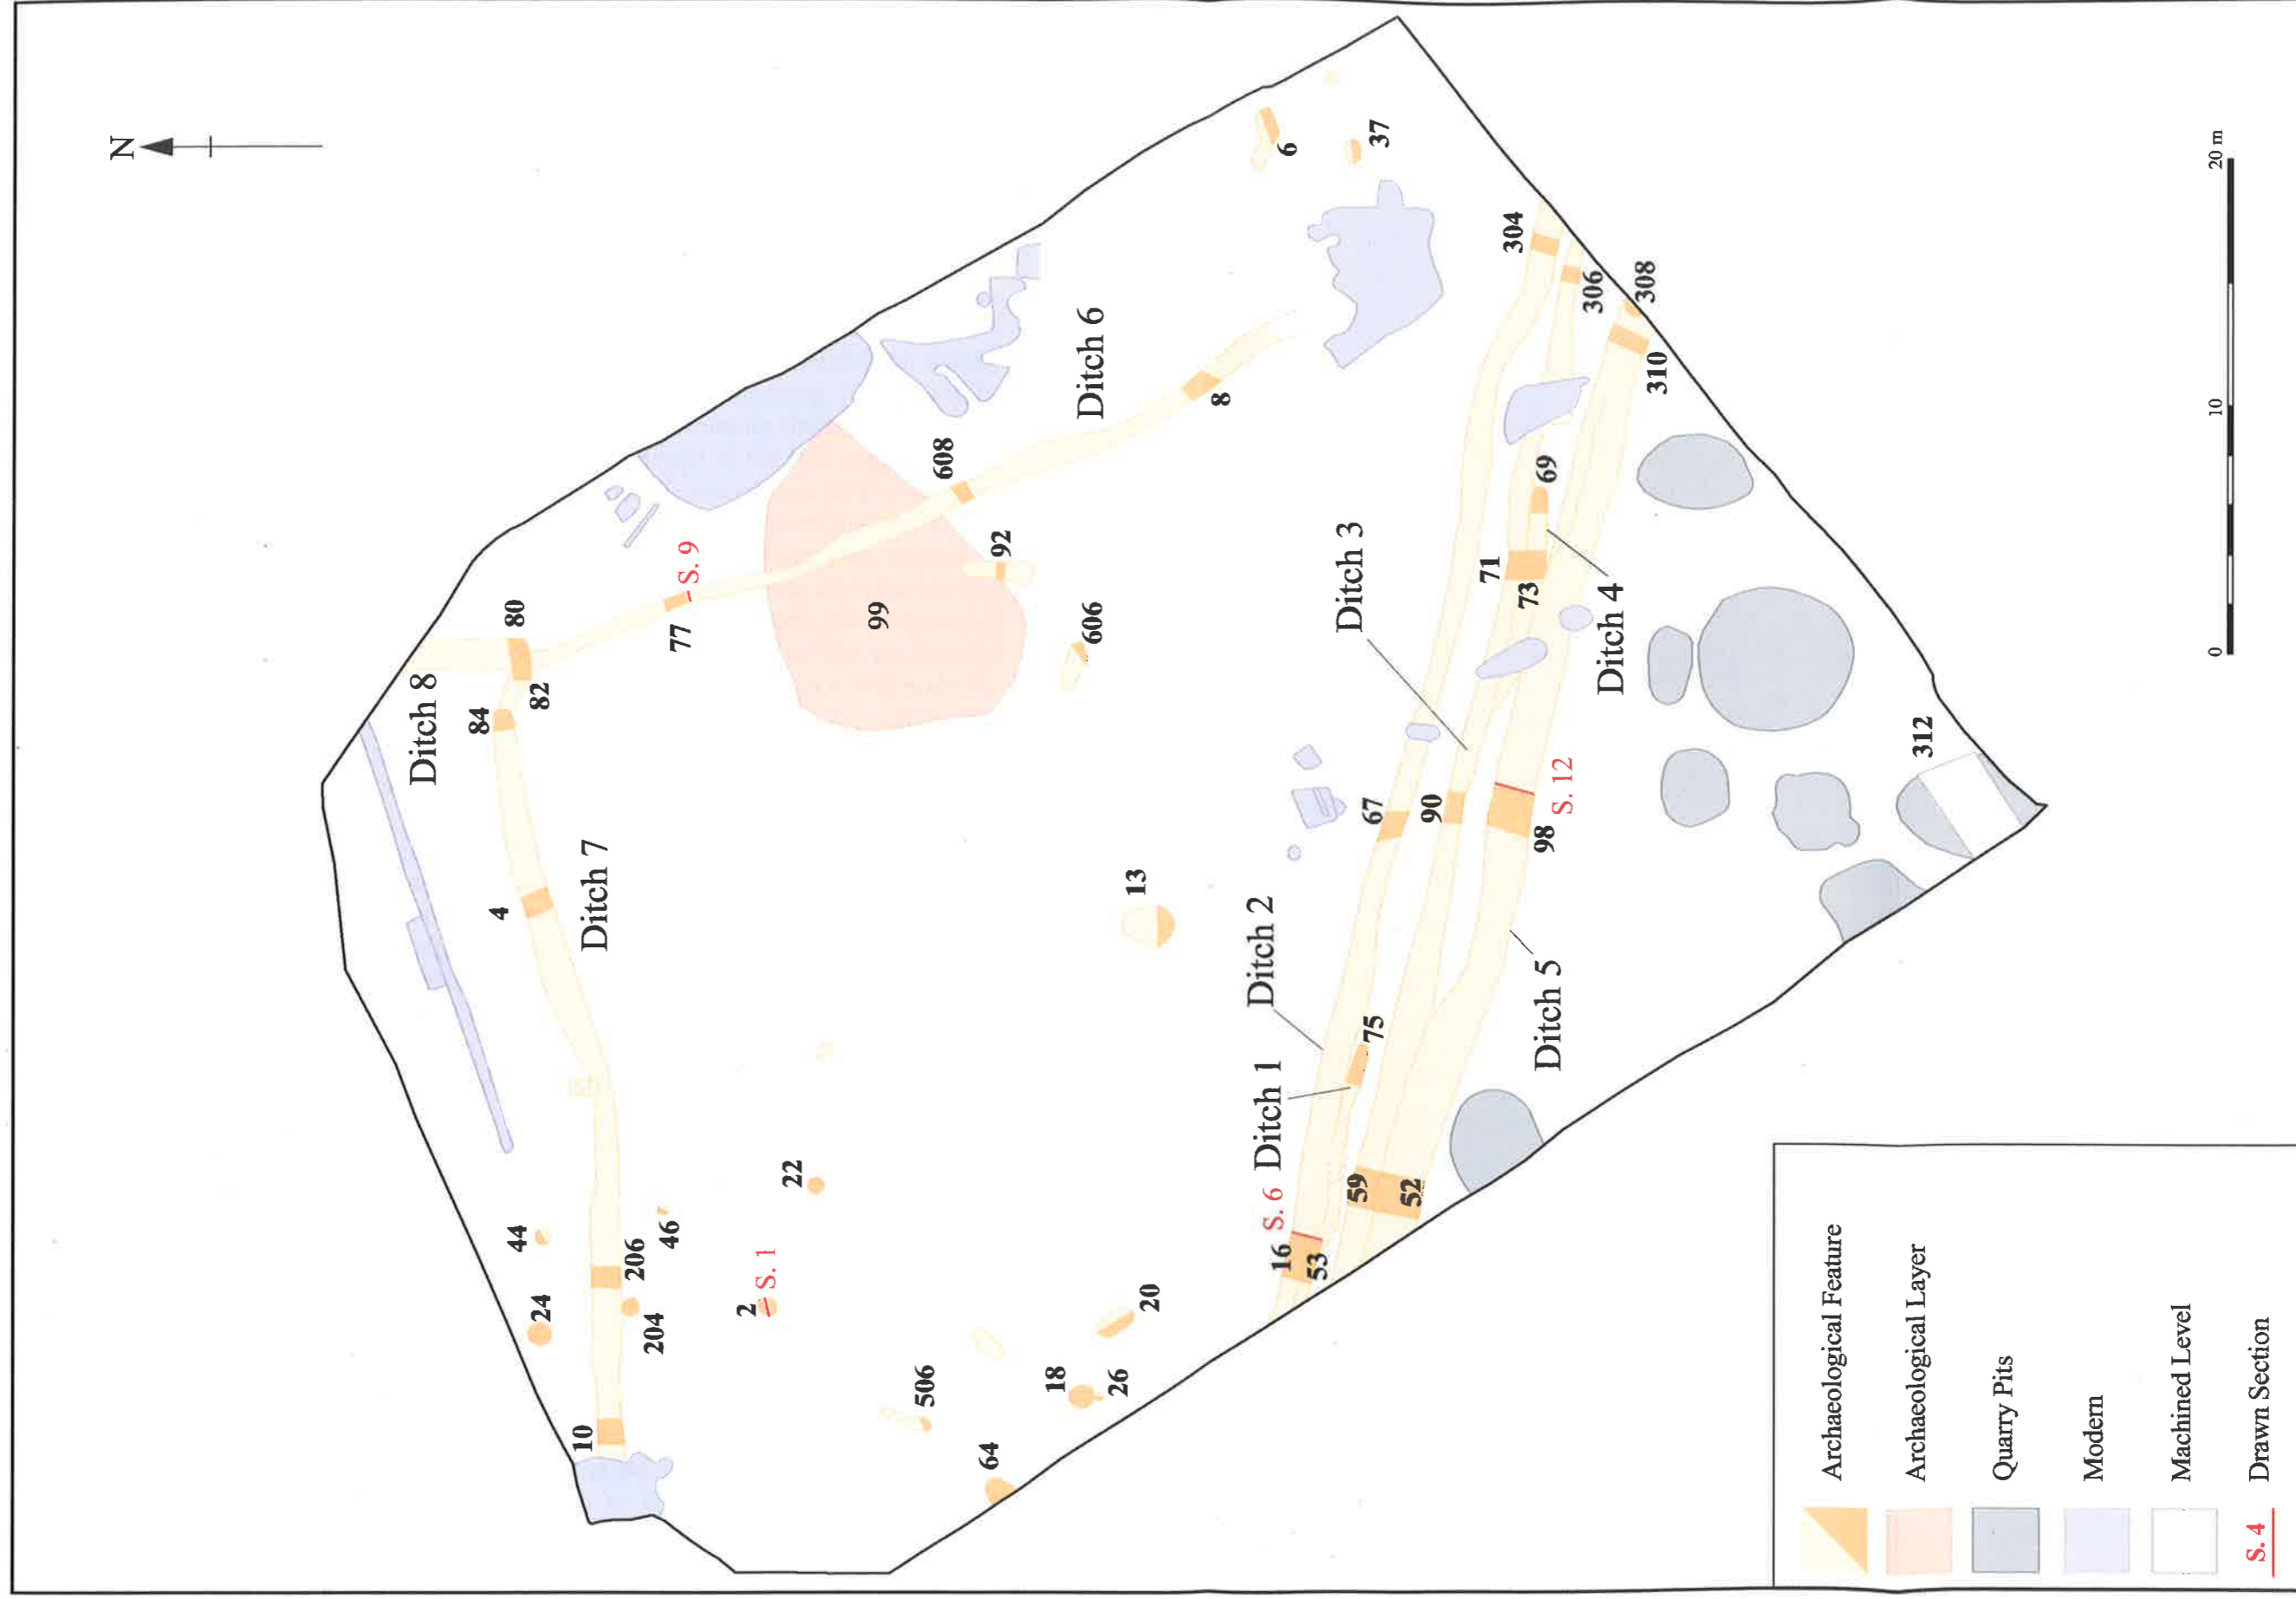 N
Ditch 8
84
80
82
4
Ditch 7
77
S. 9
44
24
206
204
46
10
22
2
S. 1
99
608
92
606
Ditch 6
8
6
37
506
64
18
26
20
13
Ditch 2
Ditch 1
S. 6
16
53
75
59
52
67
90
Ditch 3
71
73
69
Ditch 4
98
S. 12
Ditch 5
304
306
308
310
312
Archaeological Feature
Archaeological Layer
Quarry Pits
Modern
Machined Level
S. 4 Drawn Section
0 10 20 m